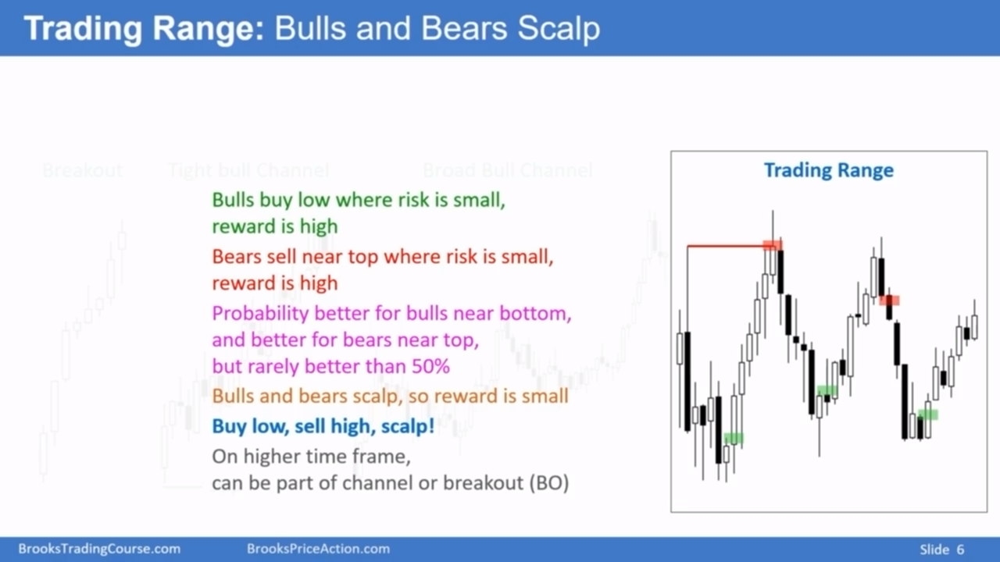 Trading Range: Bulls and Bears Scalp
Breakout
Tight bull Channel
Broad Bull Channel
Trading Range
Bulls buy low where risk is small,
reward is high
Bears sell near top where risk is small,
reward is high
Probability better for bulls near bottom,
and better for bears near top,
but rarely better than 50%
Bulls and bears scalp, so reward is small
Buy low, sell high, scalp!
On higher time frame,
can be part of channel or breakout (BO)
BrooksTradingCourse.com
BrooksPriceAction.com
Slide 6